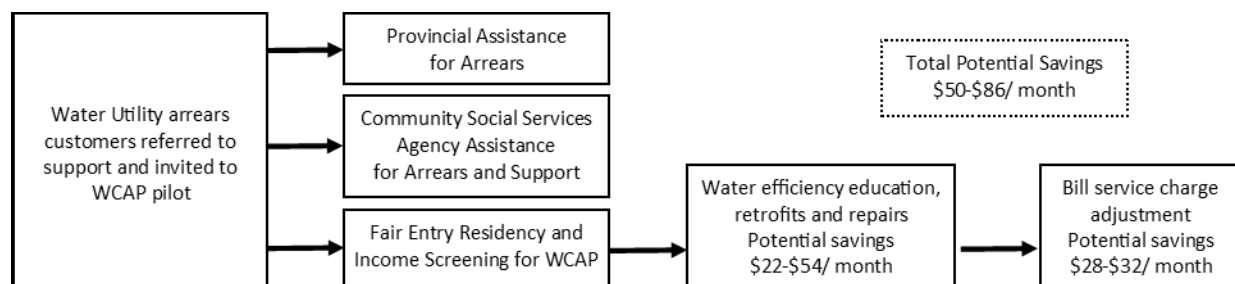 Water Utility arrears
customers referred to
support and invited to
WCAP pilot
Provincial Assistance
for Arrears
Community Social Services
Agency Assistance
for Arrears and Support
Fair Entry Residency and
Income Screening for WCAP
Water efficiency education,
retrofits and repairs
Potential savings
$22-$54/ month
Total Potential Savings
$50-$86/ month
Bill service charge
adjustment
Potential savings
$28-$32/ month